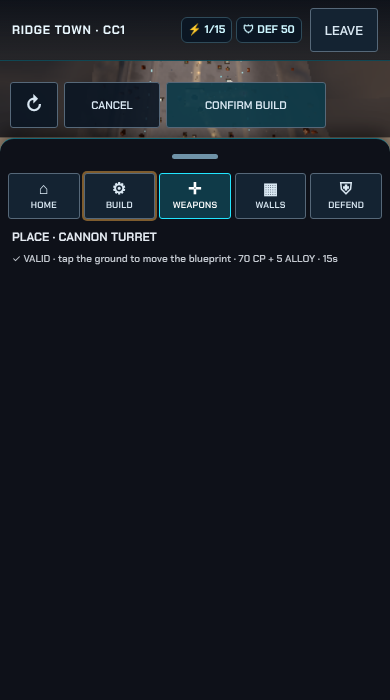 RIDGE TOWN · CC1
⚡ 1/15
🛡 DEF 50
LEAVE
↻
CANCEL
CONFIRM BUILD
HOME
BUILD
WEAPONS
WALLS
DEFEND
PLACE · CANNON TURRET
✓ VALID · tap the ground to move the blueprint · 70 CP + 5 ALLOY · 15s